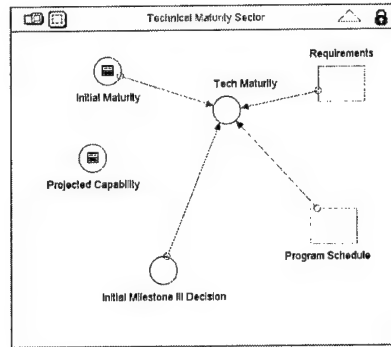 Technical Maturity Sector
Requirements
Tech Maturity
Initial Maturity
Projected Capability
Program Schedule
Initial Milestone III Decision